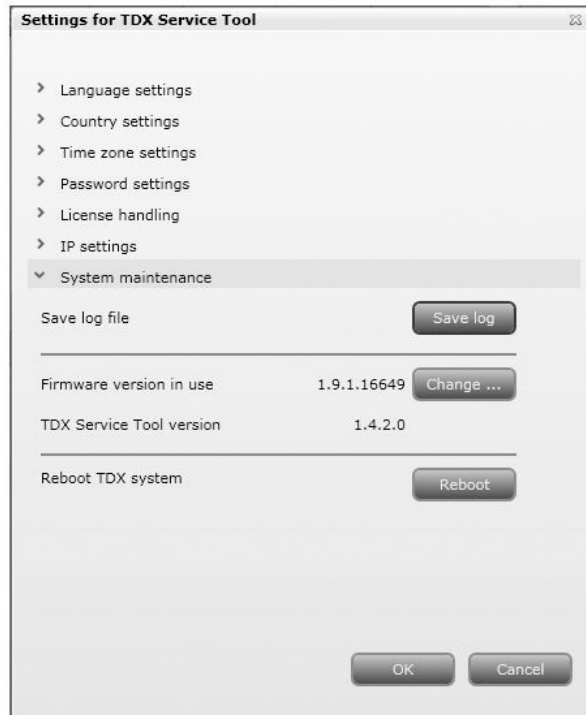 Settings for TDX Service Tool
Language settings
Country settings
Time zone settings
Password settings
License handling
IP settings
System maintenance
Save log file Save log
Firmware version in use 1.9.1.16649 Change ...
TDX Service Tool version 1.4.2.0
Reboot TDX system Reboot
OK Cancel